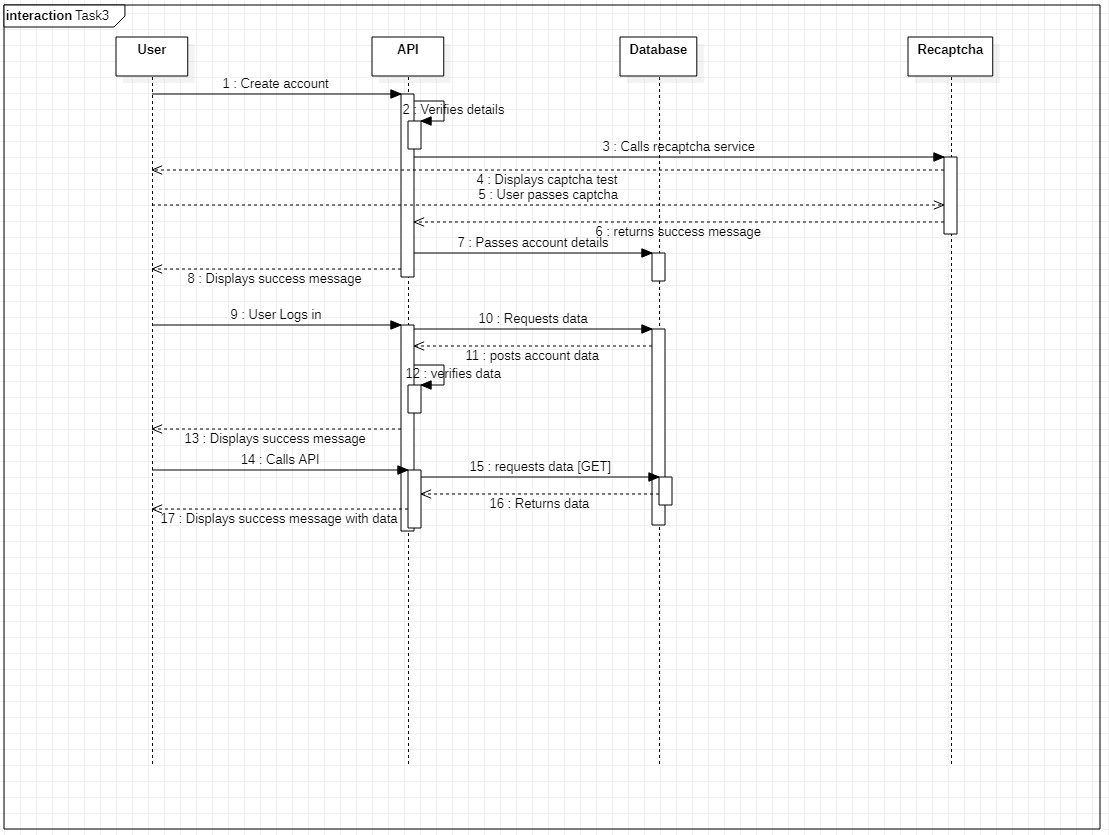 interaction Task3
User
API
Database
Recaptcha
1 : Create account
2 : Verifies details
3 : Calls recaptcha service
4 : Displays captcha test
5 : User passes captcha
6 : returns success message
7 : Passes account details
8 : Displays success message
9 : User Logs in
10 : Requests data
11 : posts account data
12 : verifies data
13 : Displays success message
14 : Calls API
15 : requests data [GET]
16 : Returns data
17 : Displays success message with data